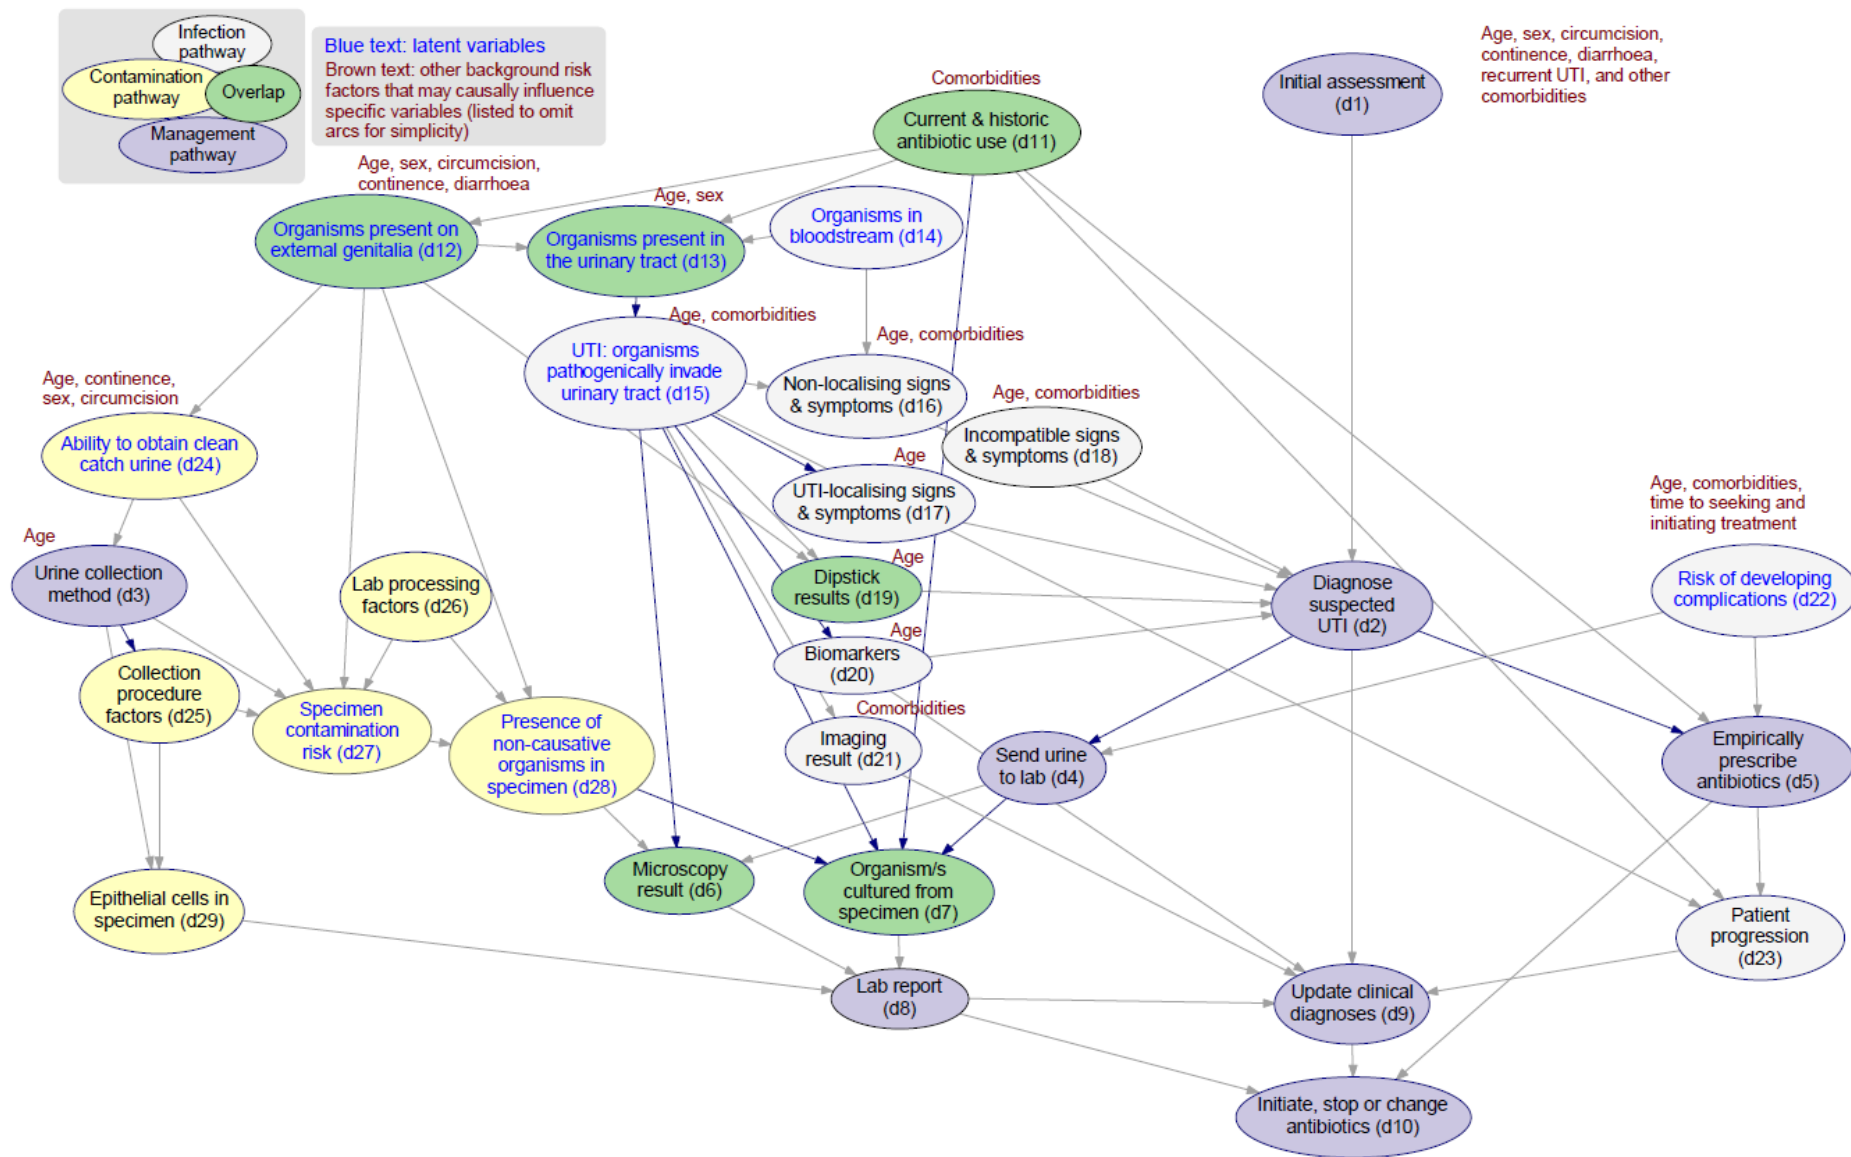 Infection
pathway
Contamination
pathway
Overlap
Management
pathway
Blue text: latent variables
Brown text: other background risk
factors that may causally influence
specific variables (listed to omit
arcs for simplicity)
Comorbidities
Current & historic
antibiotic use (d11)
Initial assessment
(d1)
Age, sex, circumcision,
continence, diarrhoea,
recurrent UTI, and other
comorbidities
Age, sex, circumcision,
continence, diarrhoea
Organisms present on
external genitalia (d12)
Age, sex
Organisms present in
the urinary tract (d13)
Organisms in
bloodstream (d14)
Age, comorbidities
UTI: organisms
pathogenically invade
urinary tract (d15)
Age, comorbidities
Non-localising signs
& symptoms (d16)
Age, comorbidities
Incompatible signs
& symptoms (d18)
Age, continence,
sex, circumcision
Ability to obtain clean
catch urine (d24)
Age
UTI-localising signs
& symptoms (d17)
Age, comorbidities,
time to seeking and
initiating treatment
Age
Urine collection
method (d3)
Lab processing
factors (d26)
Age
Dipstick
results (d19)
Diagnose
suspected
UTI (d2)
Risk of developing
complications (d22)
Age
Biomarkers
(d20)
Collection
procedure
factors (d25)
Specimen
contamination
risk (d27)
Presence of
non-causative
organisms in
specimen (d28)
Comorbidities
Imaging
result (d21)
Send urine
to lab (d4)
Empirically
prescribe
antibiotics (d5)
Epithelial cells in
specimen (d29)
Microscopy
result (d6)
Organism/s
cultured from
specimen (d7)
Patient
progression
(d23)
Lab report
(d8)
Update clinical
diagnoses (d9)
Initiate, stop or change
antibiotics (d10)